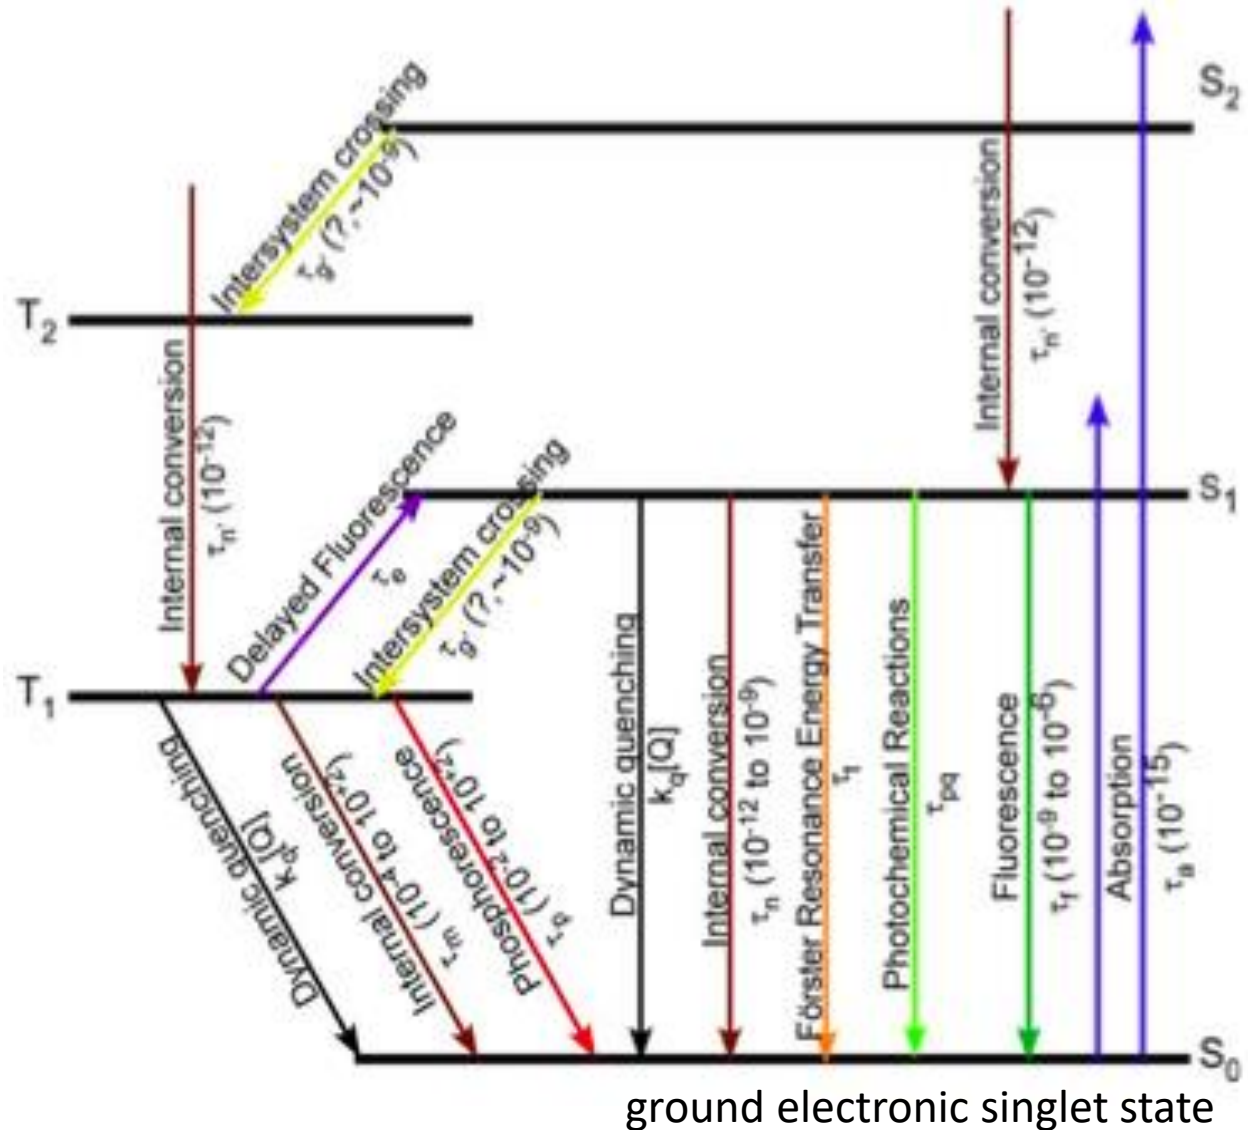 S₂
Intersystem crossing
τg' (?,~10⁻⁹)
Internal conversion
τn' (10⁻¹²)
T₂
Internal conversion
τn' (10⁻¹²)
Delayed Fluorescence
τe
Intersystem crossing
τg' (?,~10⁻⁹)
S₁
T₁
Dynamic quenching
kq[Q]
Internal conversion
τm (10⁻⁴ to 10⁺²)
Phosphorescence
τp (10⁻² to 10⁺²)
Dynamic quenching
kq[Q]
Internal conversion
τn (10⁻¹² to 10⁻⁹)
Förster Resonance Energy Transfer
Photochemical Reactions
τpq
Fluorescence
τf (10⁻⁹ to 10⁻⁶)
Absorption
τa (10⁻¹⁵)
S₀
ground electronic singlet state